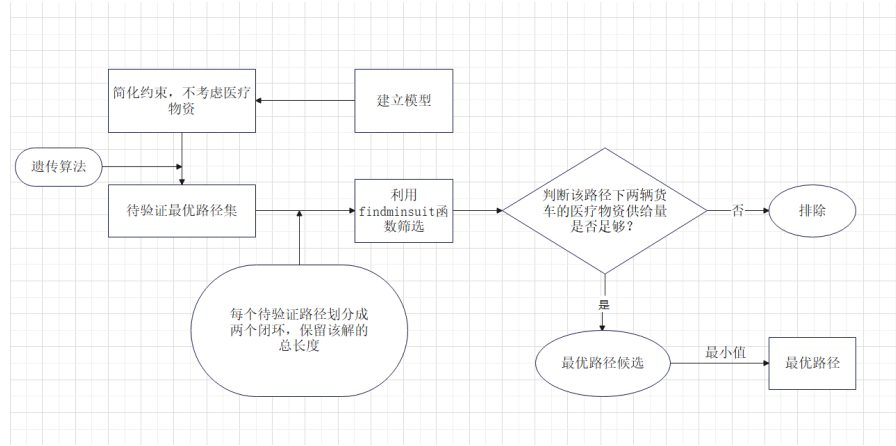 简化约束，不考虑医疗
物资
建立模型
遗传算法
待验证最优路径集
利用
findminsuit函
数筛选
判断该路径下两辆货
车的医疗物资供给量
是否足够？
否
排除
每个待验证路径划分成
两个闭环，保留该解的
总长度
是
最优路径候选
最小值
最优路径